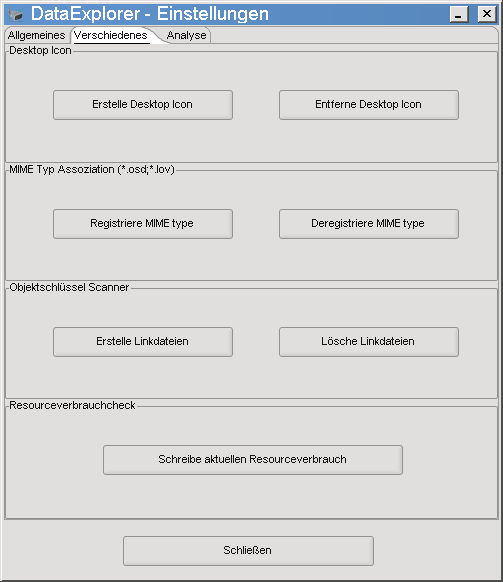 DataExplorer - Einstellungen
Allgemeines Verschiedenes Analyse
Desktop Icon
Erstelle Desktop Icon Entferne Desktop Icon
MIME Typ Assoziation (*.osd;*.lov)
Registriere MIME type Deregistriere MIME type
Objektschlüssel Scanner
Erstelle Linkdateien Lösche Linkdateien
Resourceverbrauchcheck
Schreibe aktuellen Resourceverbrauch
Schließen